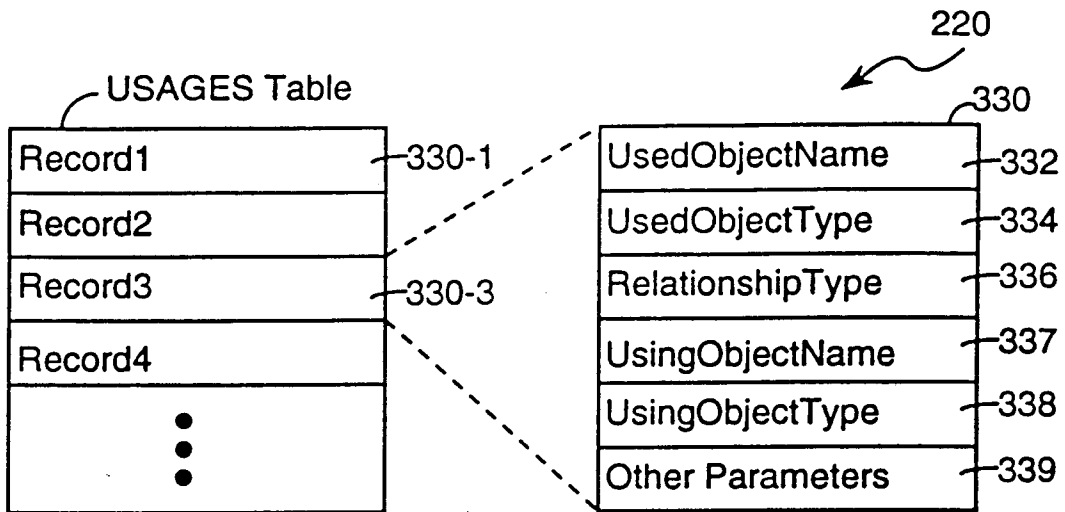 220
USAGES Table
330
Record1
330-1
Record2
Record3
330-3
Record4
UsedObjectName
332
UsedObjectType
334
RelationshipType
336
UsingObjectName
337
UsingObjectType
338
Other Parameters
339